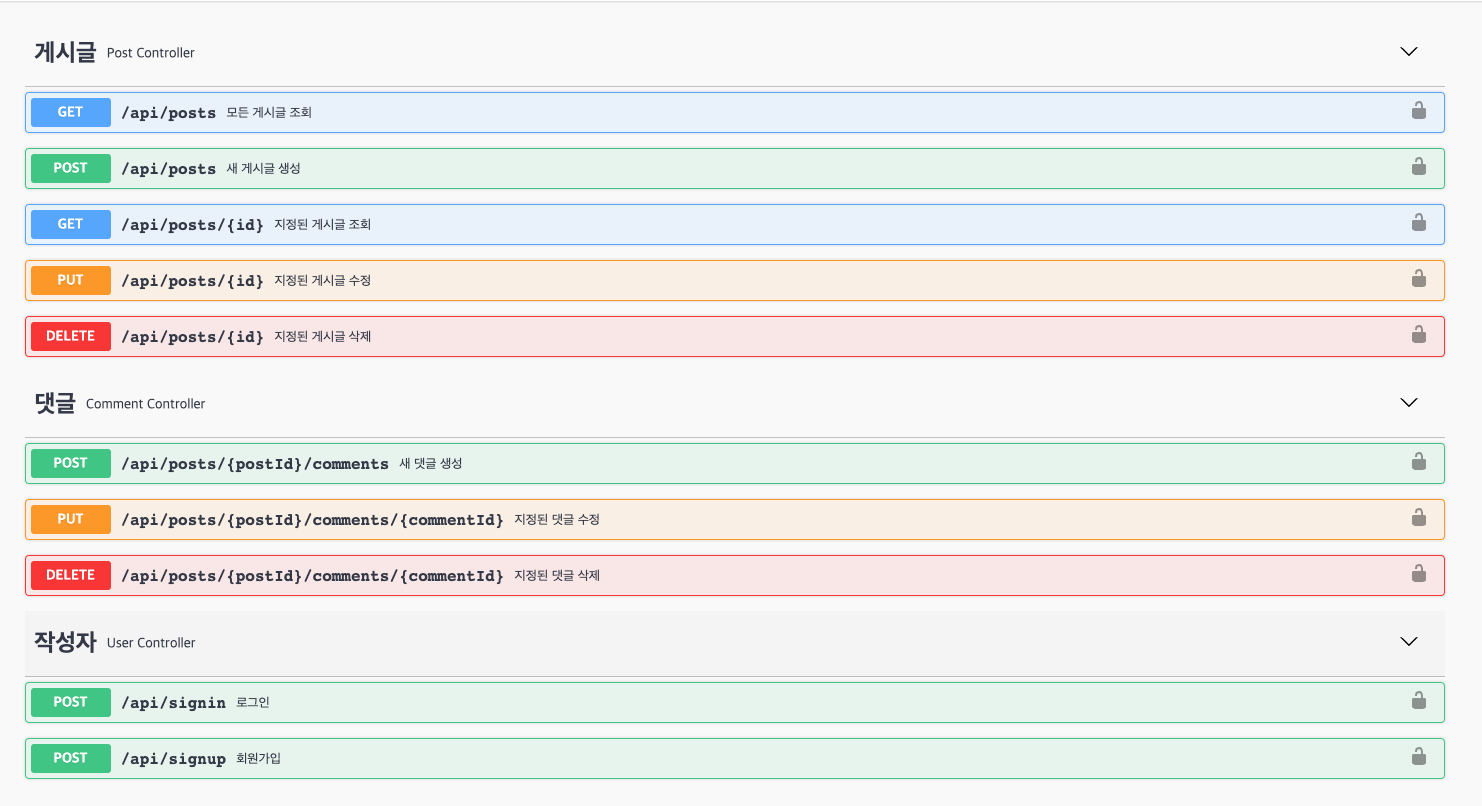 게시글 Post Controller
GET /api/posts 모든 게시글 조회
POST /api/posts 새 게시글 생성
GET /api/posts/{id} 지정된 게시글 조회
PUT /api/posts/{id} 지정된 게시글 수정
DELETE /api/posts/{id} 지정된 게시글 삭제
댓글 Comment Controller
POST /api/posts/{postId}/comments 새 댓글 생성
PUT /api/posts/{postId}/comments/{commentId} 지정된 댓글 수정
DELETE /api/posts/{postId}/comments/{commentId} 지정된 댓글 삭제
작성자 User Controller
POST /api/signin 로그인
POST /api/signup 회원가입